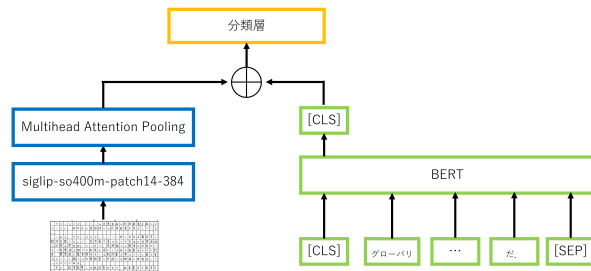 分類層
[CLS]
Multihead Attention Pooling
siglip-so400m-patch14-384
BERT
[CLS]
グローバリ
…
だ.
[SEP]